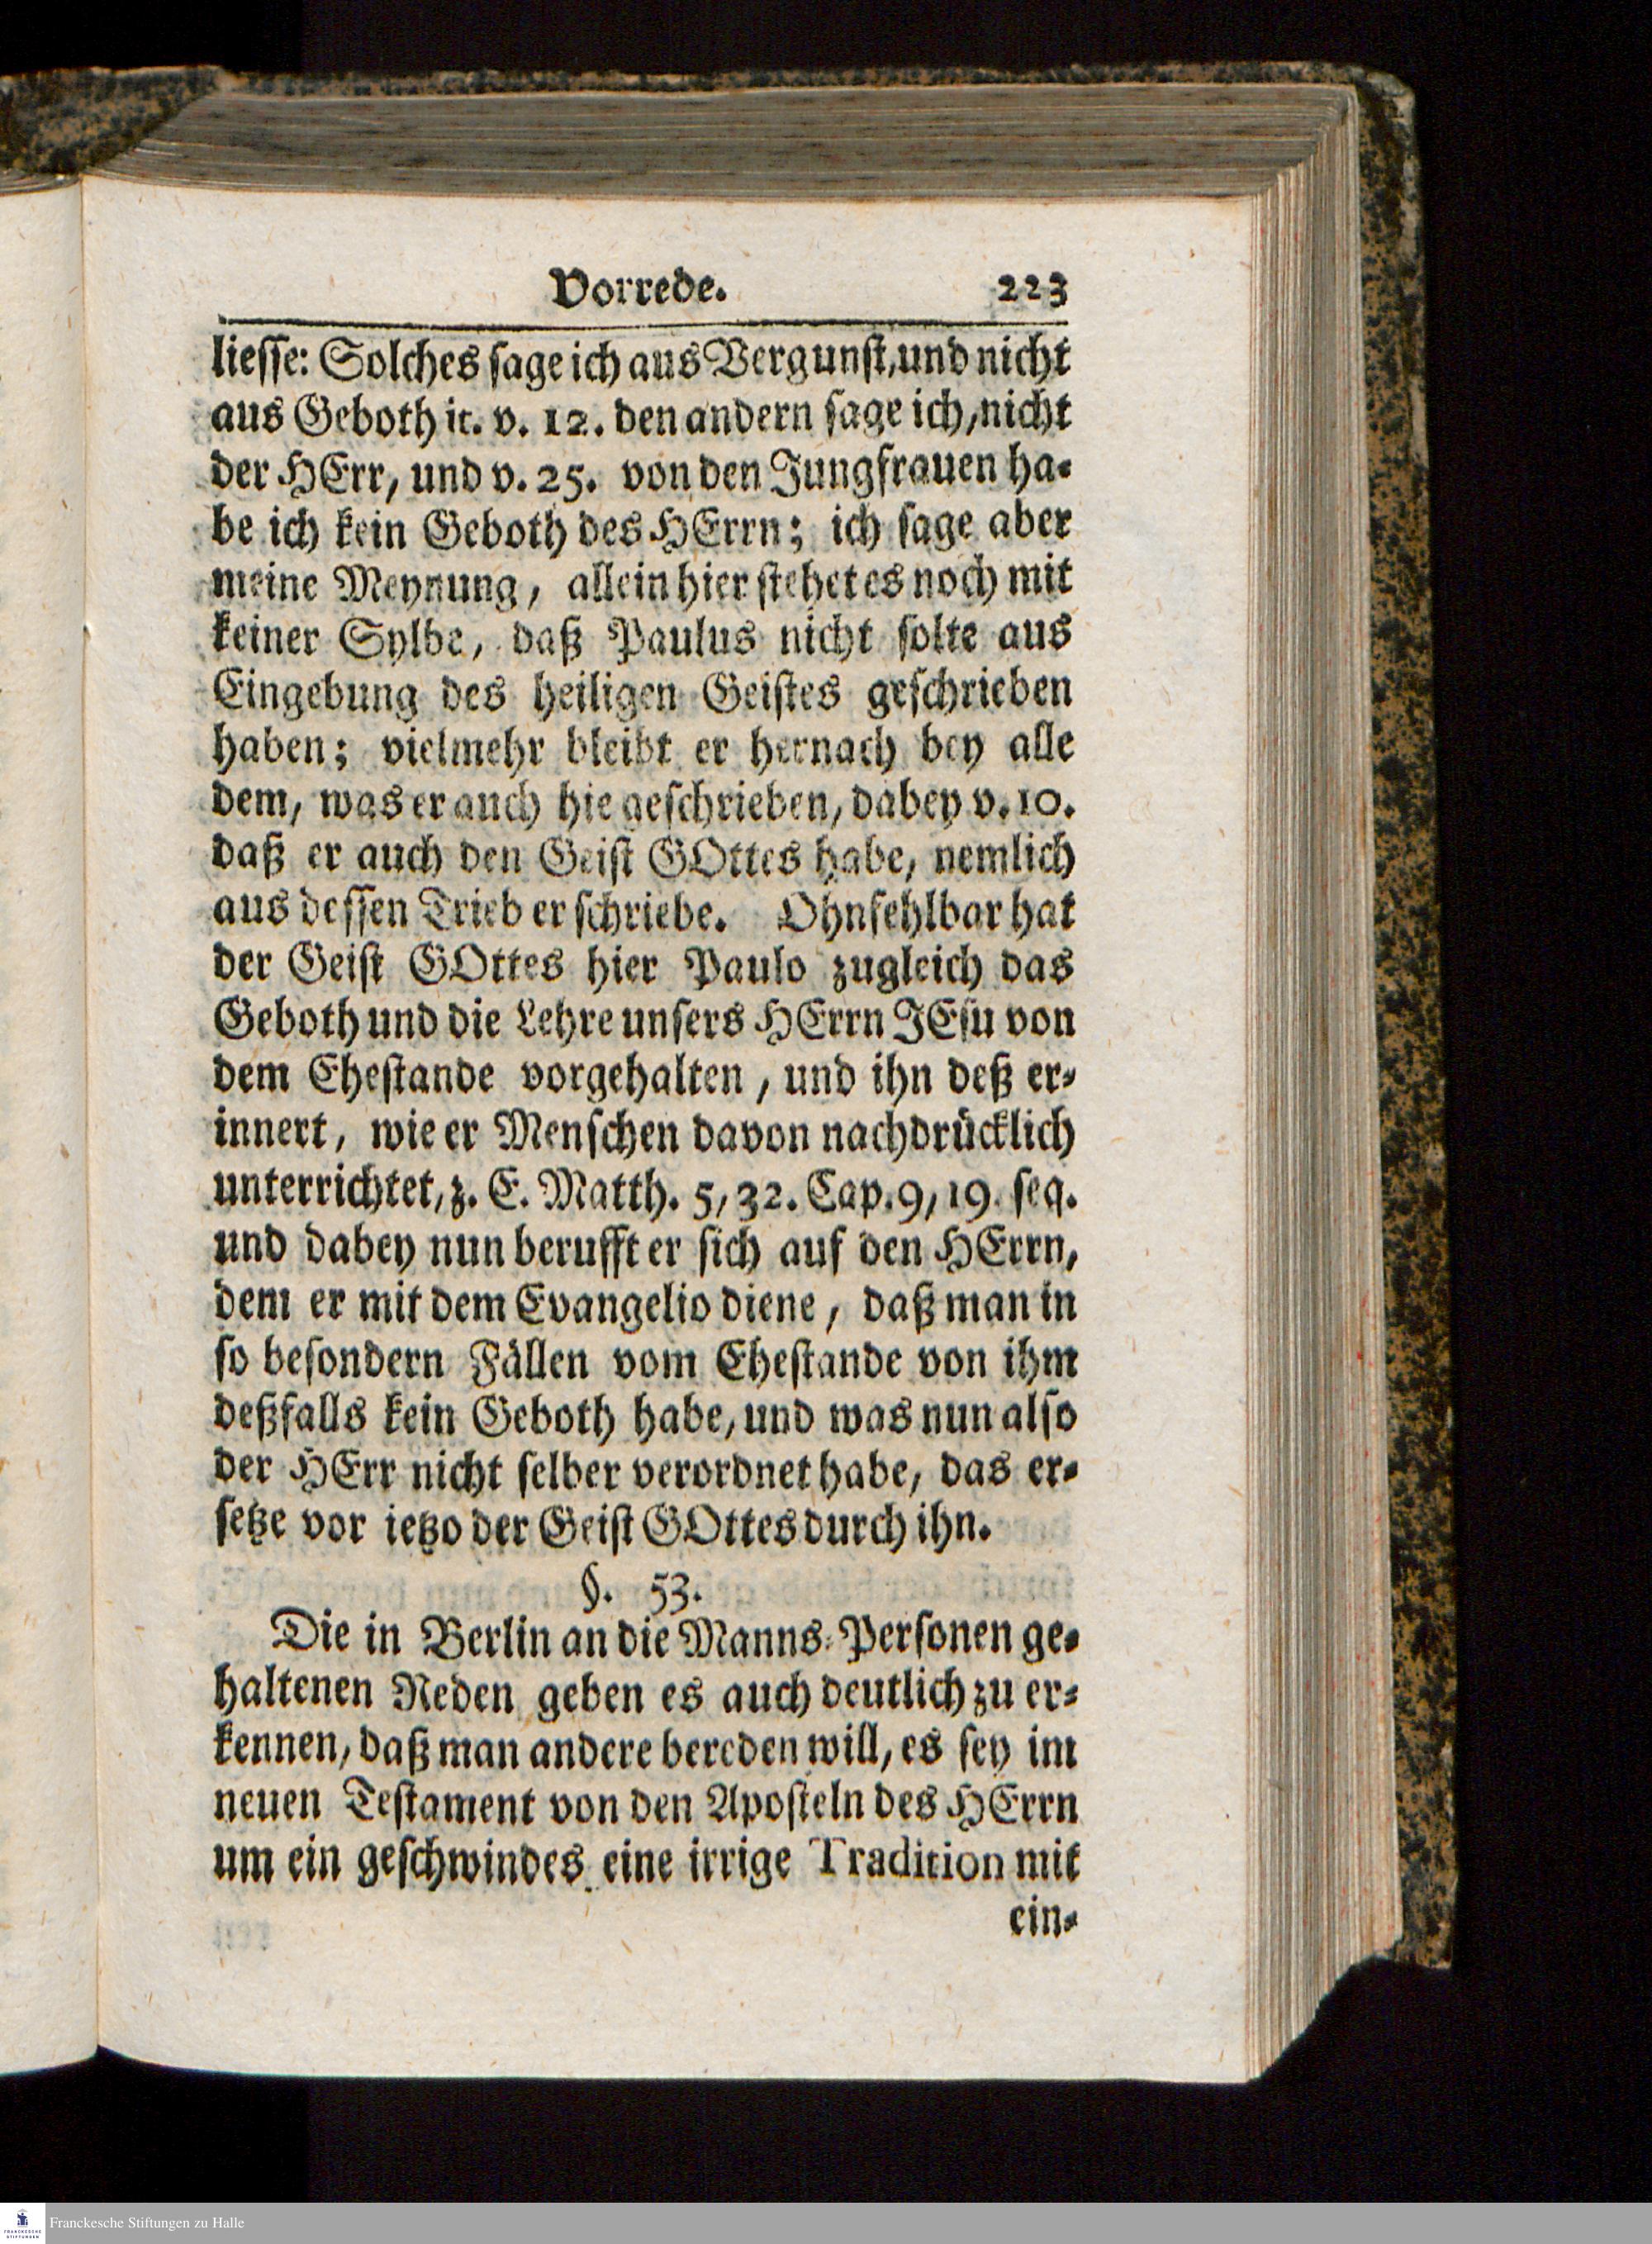 Vorrede. 223
liesse: Solches sage ich aus Vergunst, und nicht
aus Geboth it. v. 12. den andern sage ich, nicht
der HErr, und v. 25. von den Jungfrauen ha-
be ich kein Geboth des HErrn; ich sage aber
meine Meynung, allein hier stehet es noch mit
keiner Sylbe, daß Paulus nicht solte aus
Eingebung des heiligen Geistes geschrieben
haben; vielmehr bleibt er hernach bey alle
dem, was er auch hie geschrieben, dabey v. 10.
daß er auch den Geist GOttes habe, nemlich
aus dessen Trieb er schriebe. Ohnfehlbar hat
der Geist GOttes hier Paulo zugleich das
Geboth und die Lehre unsers HErrn JEsu von
dem Ehestande vorgehalten, und ihn deß er-
innert, wie er Menschen davon nachdrücklich
unterrichtet, z. E. Matth. 5, 32. Cap. 9, 19. seq.
und dabey nun berufft er sich auf den HErrn,
dem er mit dem Evangelio diene, daß man in
so besondern Fällen vom Ehestande von ihm
deßfalls kein Geboth habe, und was nun also
der HErr nicht selber verordnet habe, das er-
setze vor ietzo der Geist GOttes durch ihn.
§. 53.
Die in Berlin an die Manns-Personen ge-
haltenen Reden geben es auch deutlich zu er-
kennen, daß man andere bereden will, es sey im
neuen Testament von den Aposteln des HErrn
um ein geschwindes eine irrige Tradition mit
ein-
Franckesche Stiftungen zu Halle
FRANCKESCHE
STIFTUNGEN